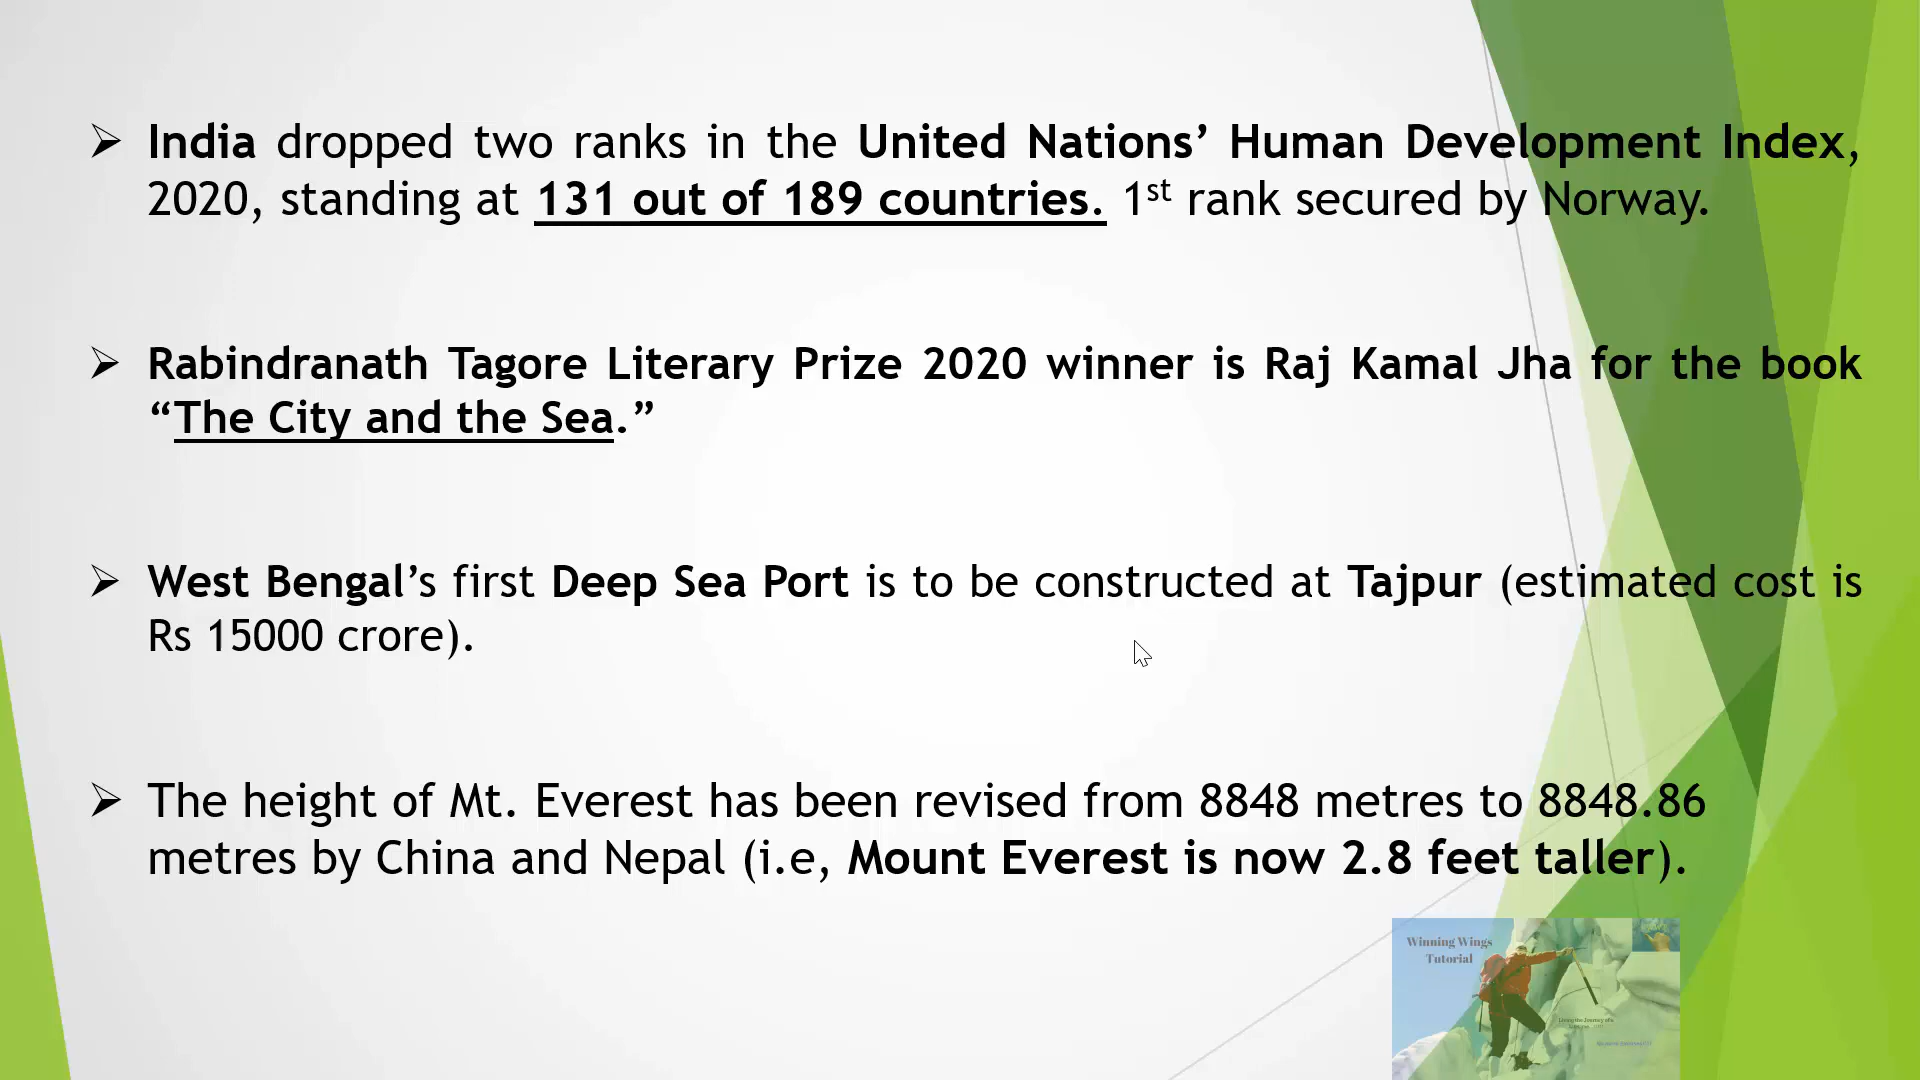 ➢ India dropped two ranks in the United Nations’ Human Development Index,
2020, standing at 131 out of 189 countries. 1st rank secured by Norway.
➢ Rabindranath Tagore Literary Prize 2020 winner is Raj Kamal Jha for the book
“The City and the Sea.”
➢ West Bengal’s first Deep Sea Port is to be constructed at Tajpur (estimated cost is
Rs 15000 crore).
➢ The height of Mt. Everest has been revised from 8848 metres to 8848.86
metres by China and Nepal (i.e, Mount Everest is now 2.8 feet taller).
Winning Wings
Tutorial